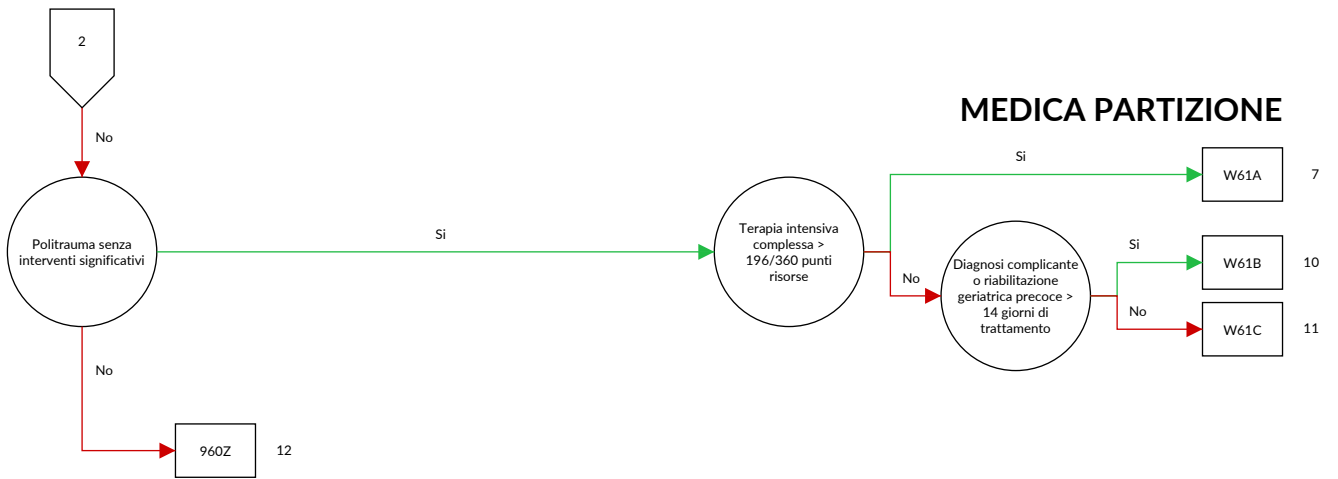 2
No
MEDICA PARTIZIONE
Si
W61A
7
Politrauma senza
interventi significativi
Si
Terapia intensiva
complessa >
196/360 punti
risorse
No
Diagnosi complicante
o riabilitazione
geriatrica precoce >
14 giorni di
trattamento
Si
W61B
10
No
W61C
11
No
960Z
12